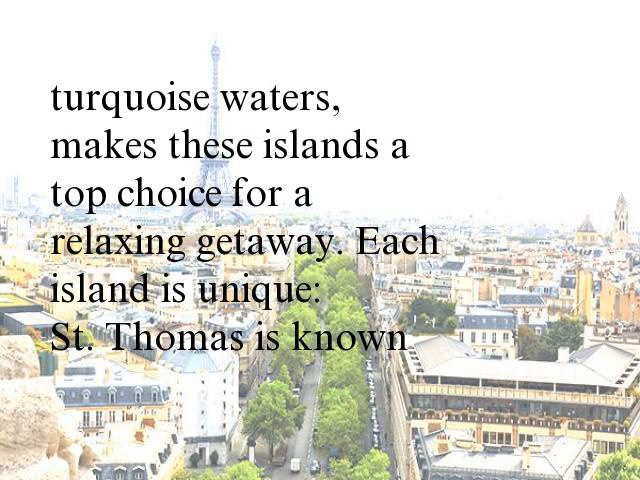 turquoise waters,
makes these islands a
top choice for a
relaxing getaway. Each
island is unique:
St. Thomas is known